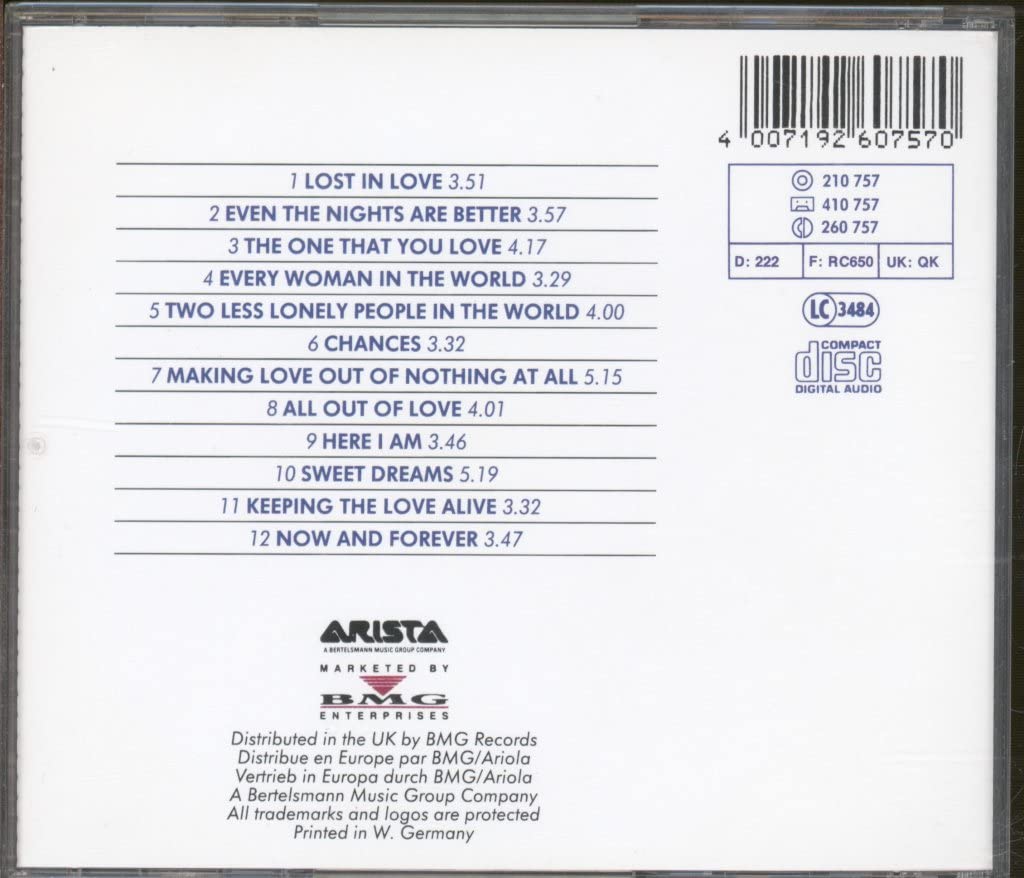 4 007192 607570
210 757
410 757
260 757
D: 222 F: RC650 UK: QK
LC 3484
COMPACT
disc
DIGITAL AUDIO
1 LOST IN LOVE 3.51
2 EVEN THE NIGHTS ARE BETTER 3.57
3 THE ONE THAT YOU LOVE 4.17
4 EVERY WOMAN IN THE WORLD 3.29
5 TWO LESS LONELY PEOPLE IN THE WORLD 4.00
6 CHANCES 3.32
7 MAKING LOVE OUT OF NOTHING AT ALL 5.15
8 ALL OUT OF LOVE 4.01
9 HERE I AM 3.46
10 SWEET DREAMS 5.19
11 KEEPING THE LOVE ALIVE 3.32
12 NOW AND FOREVER 3.47
ARISTA
A BERTELSMANN MUSIC GROUP COMPANY
MARKETED BY
BMG
ENTERPRISES
Distributed in the UK by BMG Records
Distribue en Europe par BMG/Ariola
Vertrieb in Europa durch BMG/Ariola
A Bertelsmann Music Group Company
All trademarks and logos are protected
Printed in W. Germany